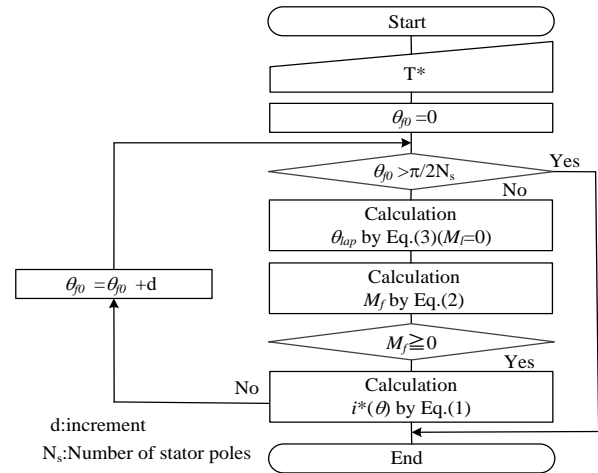 Start
T*
θf0 =0
θf0 >π/2Ns
Yes
No
Calculation
θlap by Eq.(3)(Ml=0)
θf0 =θf0 +d
Calculation
Mf by Eq.(2)
Mf≧0
Yes
No
Calculation
i*(θ) by Eq.(1)
d:increment
Ns:Number of stator poles
End